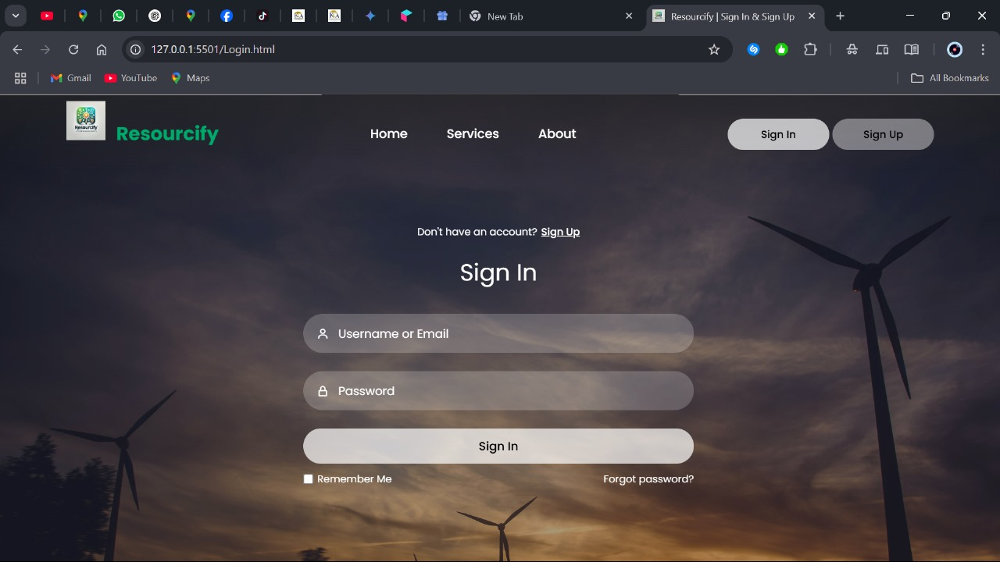 New Tab
Resourcify | Sign In & Sign Up
127.0.0.1:5501/Login.html
Gmail
YouTube
Maps
All Bookmarks
Resourcify
Resourcify
Home
Services
About
Sign In
Sign Up
Don't have an account? Sign Up
Sign In
Username or Email
Password
Sign In
Remember Me
Forgot password?